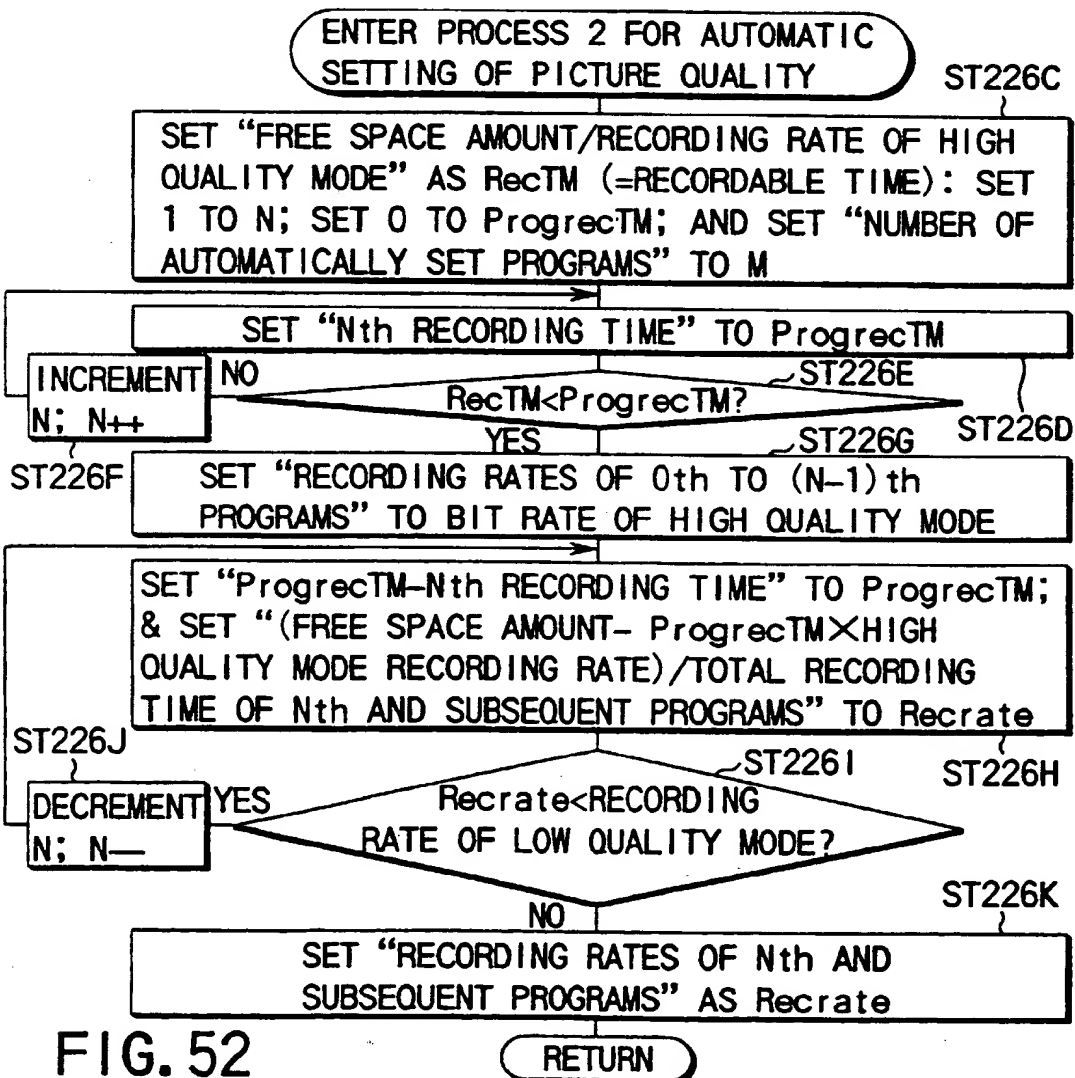 ENTER PROCESS 2 FOR AUTOMATIC
SETTING OF PICTURE QUALITY
ST226C
SET “FREE SPACE AMOUNT/RECORDING RATE OF HIGH
QUALITY MODE” AS RecTM (=RECORDABLE TIME): SET
1 TO N; SET 0 TO ProgrecTM; AND SET “NUMBER OF
AUTOMATICALLY SET PROGRAMS” TO M
SET “Nth RECORDING TIME” TO ProgrecTM
ST226D
INCREMENT
N; N++
ST226F
NO
RecTM<ProgrecTM?
ST226E
YES
ST226G
SET “RECORDING RATES OF 0th TO (N-1)th
PROGRAMS” TO BIT RATE OF HIGH QUALITY MODE
SET “ProgrecTM-Nth RECORDING TIME” TO ProgrecTM;
& SET “(FREE SPACE AMOUNT- ProgrecTM×HIGH
QUALITY MODE RECORDING RATE)/TOTAL RECORDING
TIME OF Nth AND SUBSEQUENT PROGRAMS” TO Recrate
ST226H
ST226J
DECREMENT
N; N—
YES
ST226I
Recrate<RECORDING
RATE OF LOW QUALITY MODE?
NO
ST226K
SET “RECORDING RATES OF Nth AND
SUBSEQUENT PROGRAMS” AS Recrate
RETURN
FIG. 52